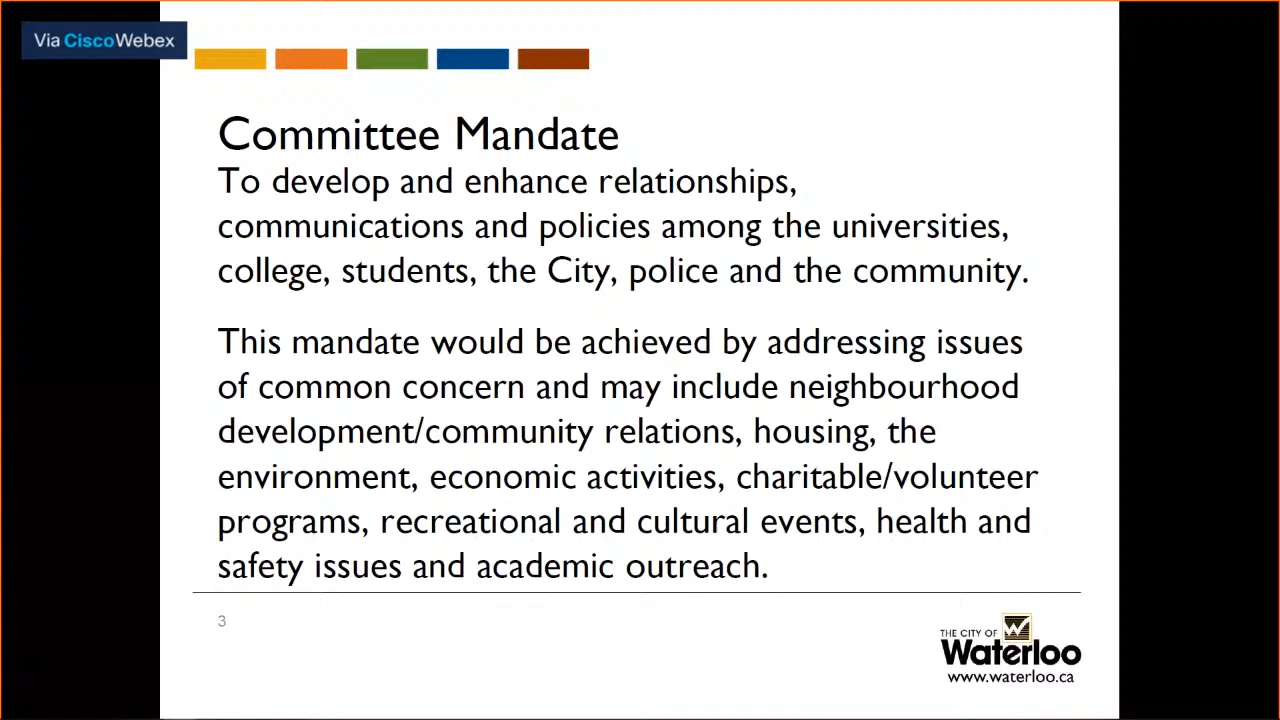 Via CiscoWebex
Committee Mandate
To develop and enhance relationships,
communications and policies among the universities,
college, students, the City, police and the community.
This mandate would be achieved by addressing issues
of common concern and may include neighbourhood
development/community relations, housing, the
environment, economic activities, charitable/volunteer
programs, recreational and cultural events, health and
safety issues and academic outreach.
3
THE CITY OF
Waterloo
www.waterloo.ca